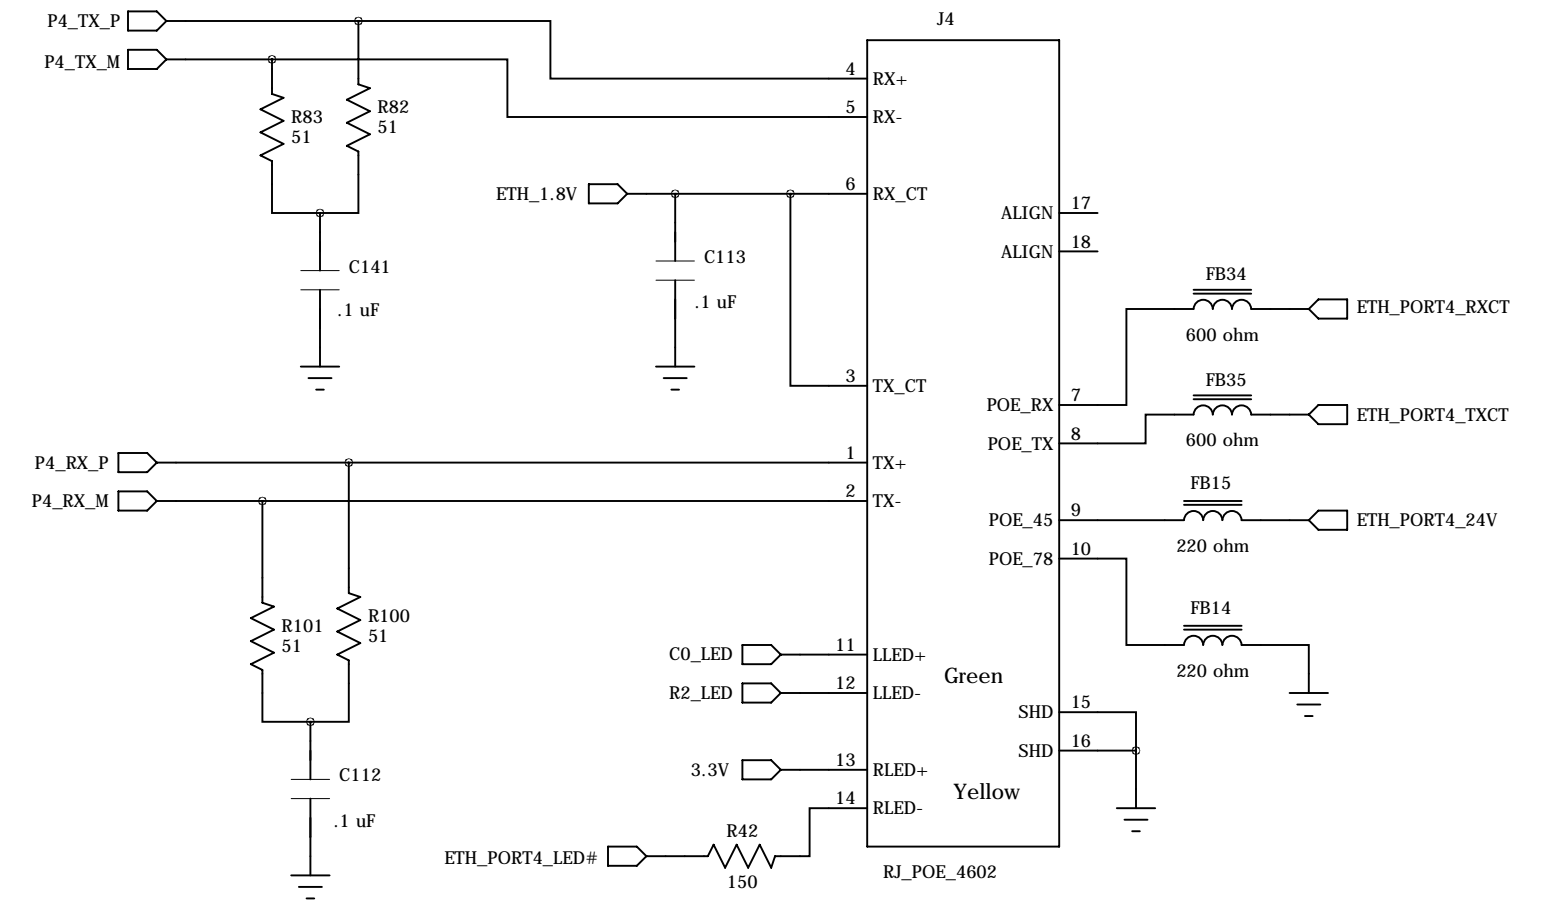 P4_TX_P
J4
P4_TX_M
4
RX+
5
RX-
R83
51
R82
51
ETH_1.8V
6
RX_CT
ALIGN
17
ALIGN
18
C141
.1 uF
C113
.1 uF
FB34
600 ohm
ETH_PORT4_RXCT
3
TX_CT
POE_RX
7
FB35
600 ohm
ETH_PORT4_TXCT
POE_TX
8
P4_RX_P
1
TX+
P4_RX_M
2
TX-
POE_45
9
FB15
220 ohm
ETH_PORT4_24V
POE_78
10
FB14
220 ohm
R101
51
R100
51
C0_LED
11
LLED+
Green
R2_LED
12
LLED-
SHD
15
SHD
16
C112
.1 uF
3.3V
13
RLED+
Yellow
14
RLED-
ETH_PORT4_LED#
R42
150
RJ_POE_4602